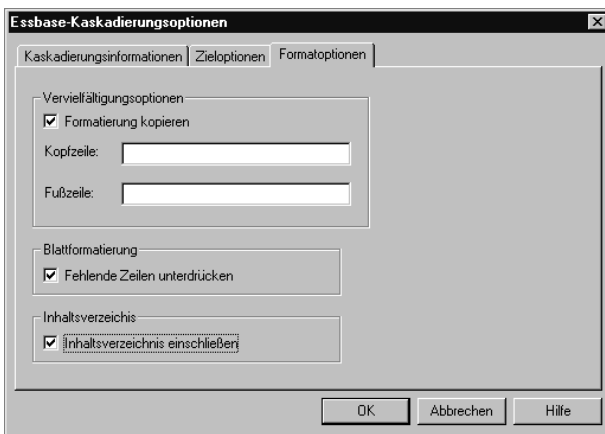 Essbase-Kaskadierungsoptionen
Kaskadierungsinformationen Zieloptionen Formatoptionen
Vervielfältigungsoptionen
Formatierung kopieren
Kopfzeile:
Fußzeile:
Blattformatierung
Fehlende Zeilen unterdrücken
Inhaltsverzeichis
Inhaltsverzeichnis einschließen
OK Abbrechen Hilfe